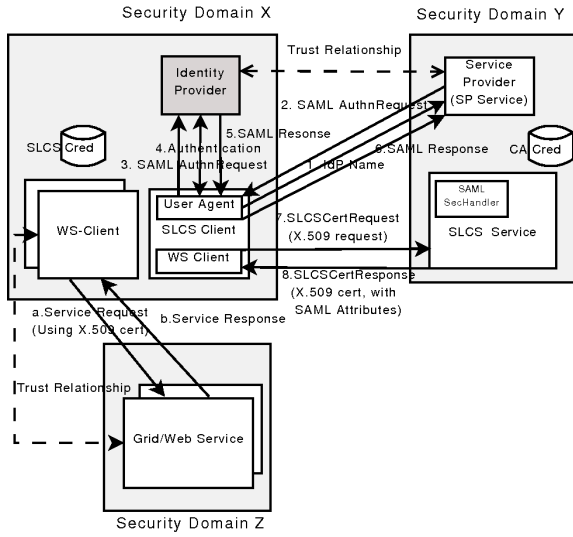 Security Domain X
Security Domain Y
Trust Relationship
Identity
Provider
Service
Provider
(SP Service)
2. SAML AuthnRequest
5.SAML Resonse
4.Authentication
3. SAML AuthnRequest
1. IdP Name
6.SAML Response
SLCS Cred
CA Cred
User Agent
SLCS Client
WS Client
WS-Client
SAML
SecHandler
SLCS Service
7.SLCSCertRequest
(X.509 request)
8.SLCSCertResponse
(X.509 cert, with
SAML Attributes)
a.Service Request
(Using X.509 cert)
b.Service Response
Trust Relationship
Grid/Web Service
Security Domain Z